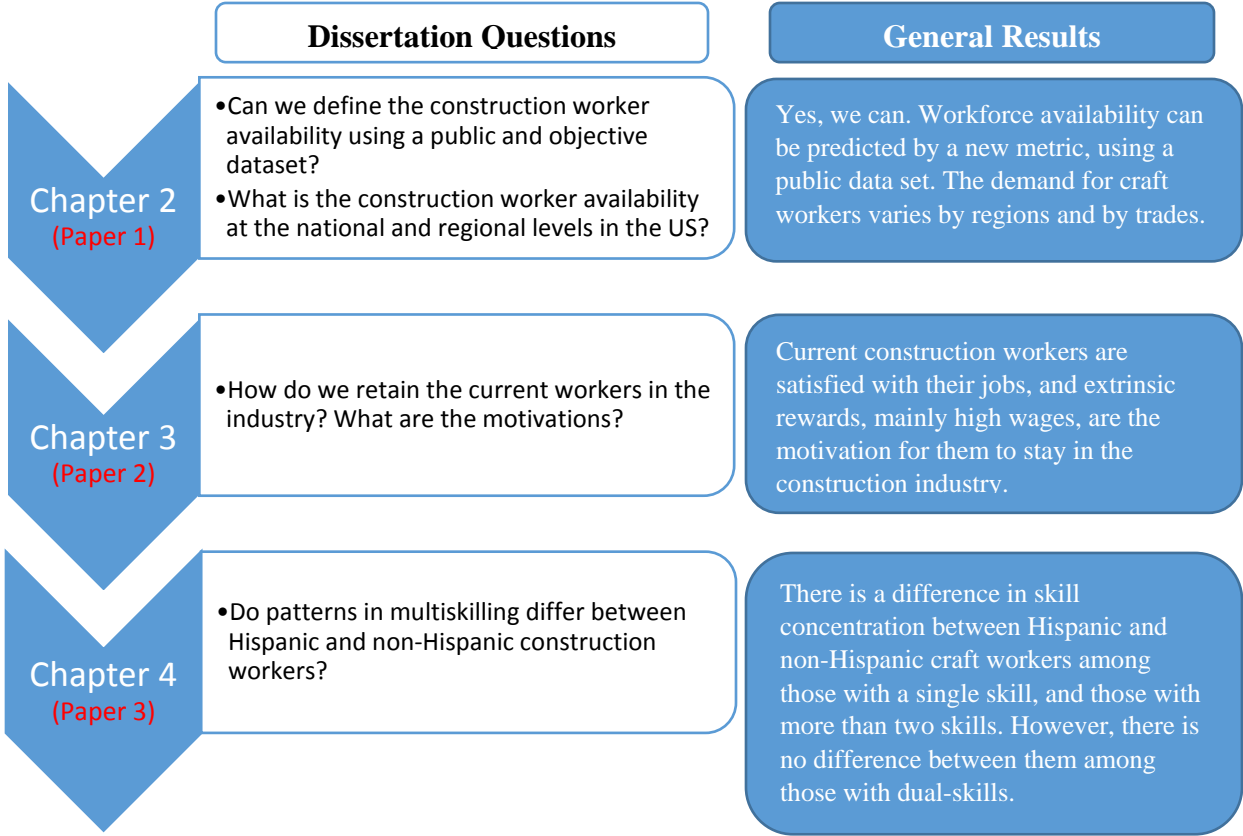 Dissertation Questions
General Results
Chapter 2
(Paper 1)
•Can we define the construction worker
availability using a public and objective
dataset?
•What is the construction worker availability
at the national and regional levels in the US?
Yes, we can. Workforce availability can
be predicted by a new metric, using a
public data set. The demand for craft
workers varies by regions and by trades.
Chapter 3
(Paper 2)
•How do we retain the current workers in the
industry? What are the motivations?
Current construction workers are
satisfied with their jobs, and extrinsic
rewards, mainly high wages, are the
motivation for them to stay in the
construction industry.
Chapter 4
(Paper 3)
•Do patterns in multiskilling differ between
Hispanic and non-Hispanic construction
workers?
There is a difference in skill
concentration between Hispanic and
non-Hispanic craft workers among
those with a single skill, and those with
more than two skills. However, there is
no difference between them among
those with dual-skills.